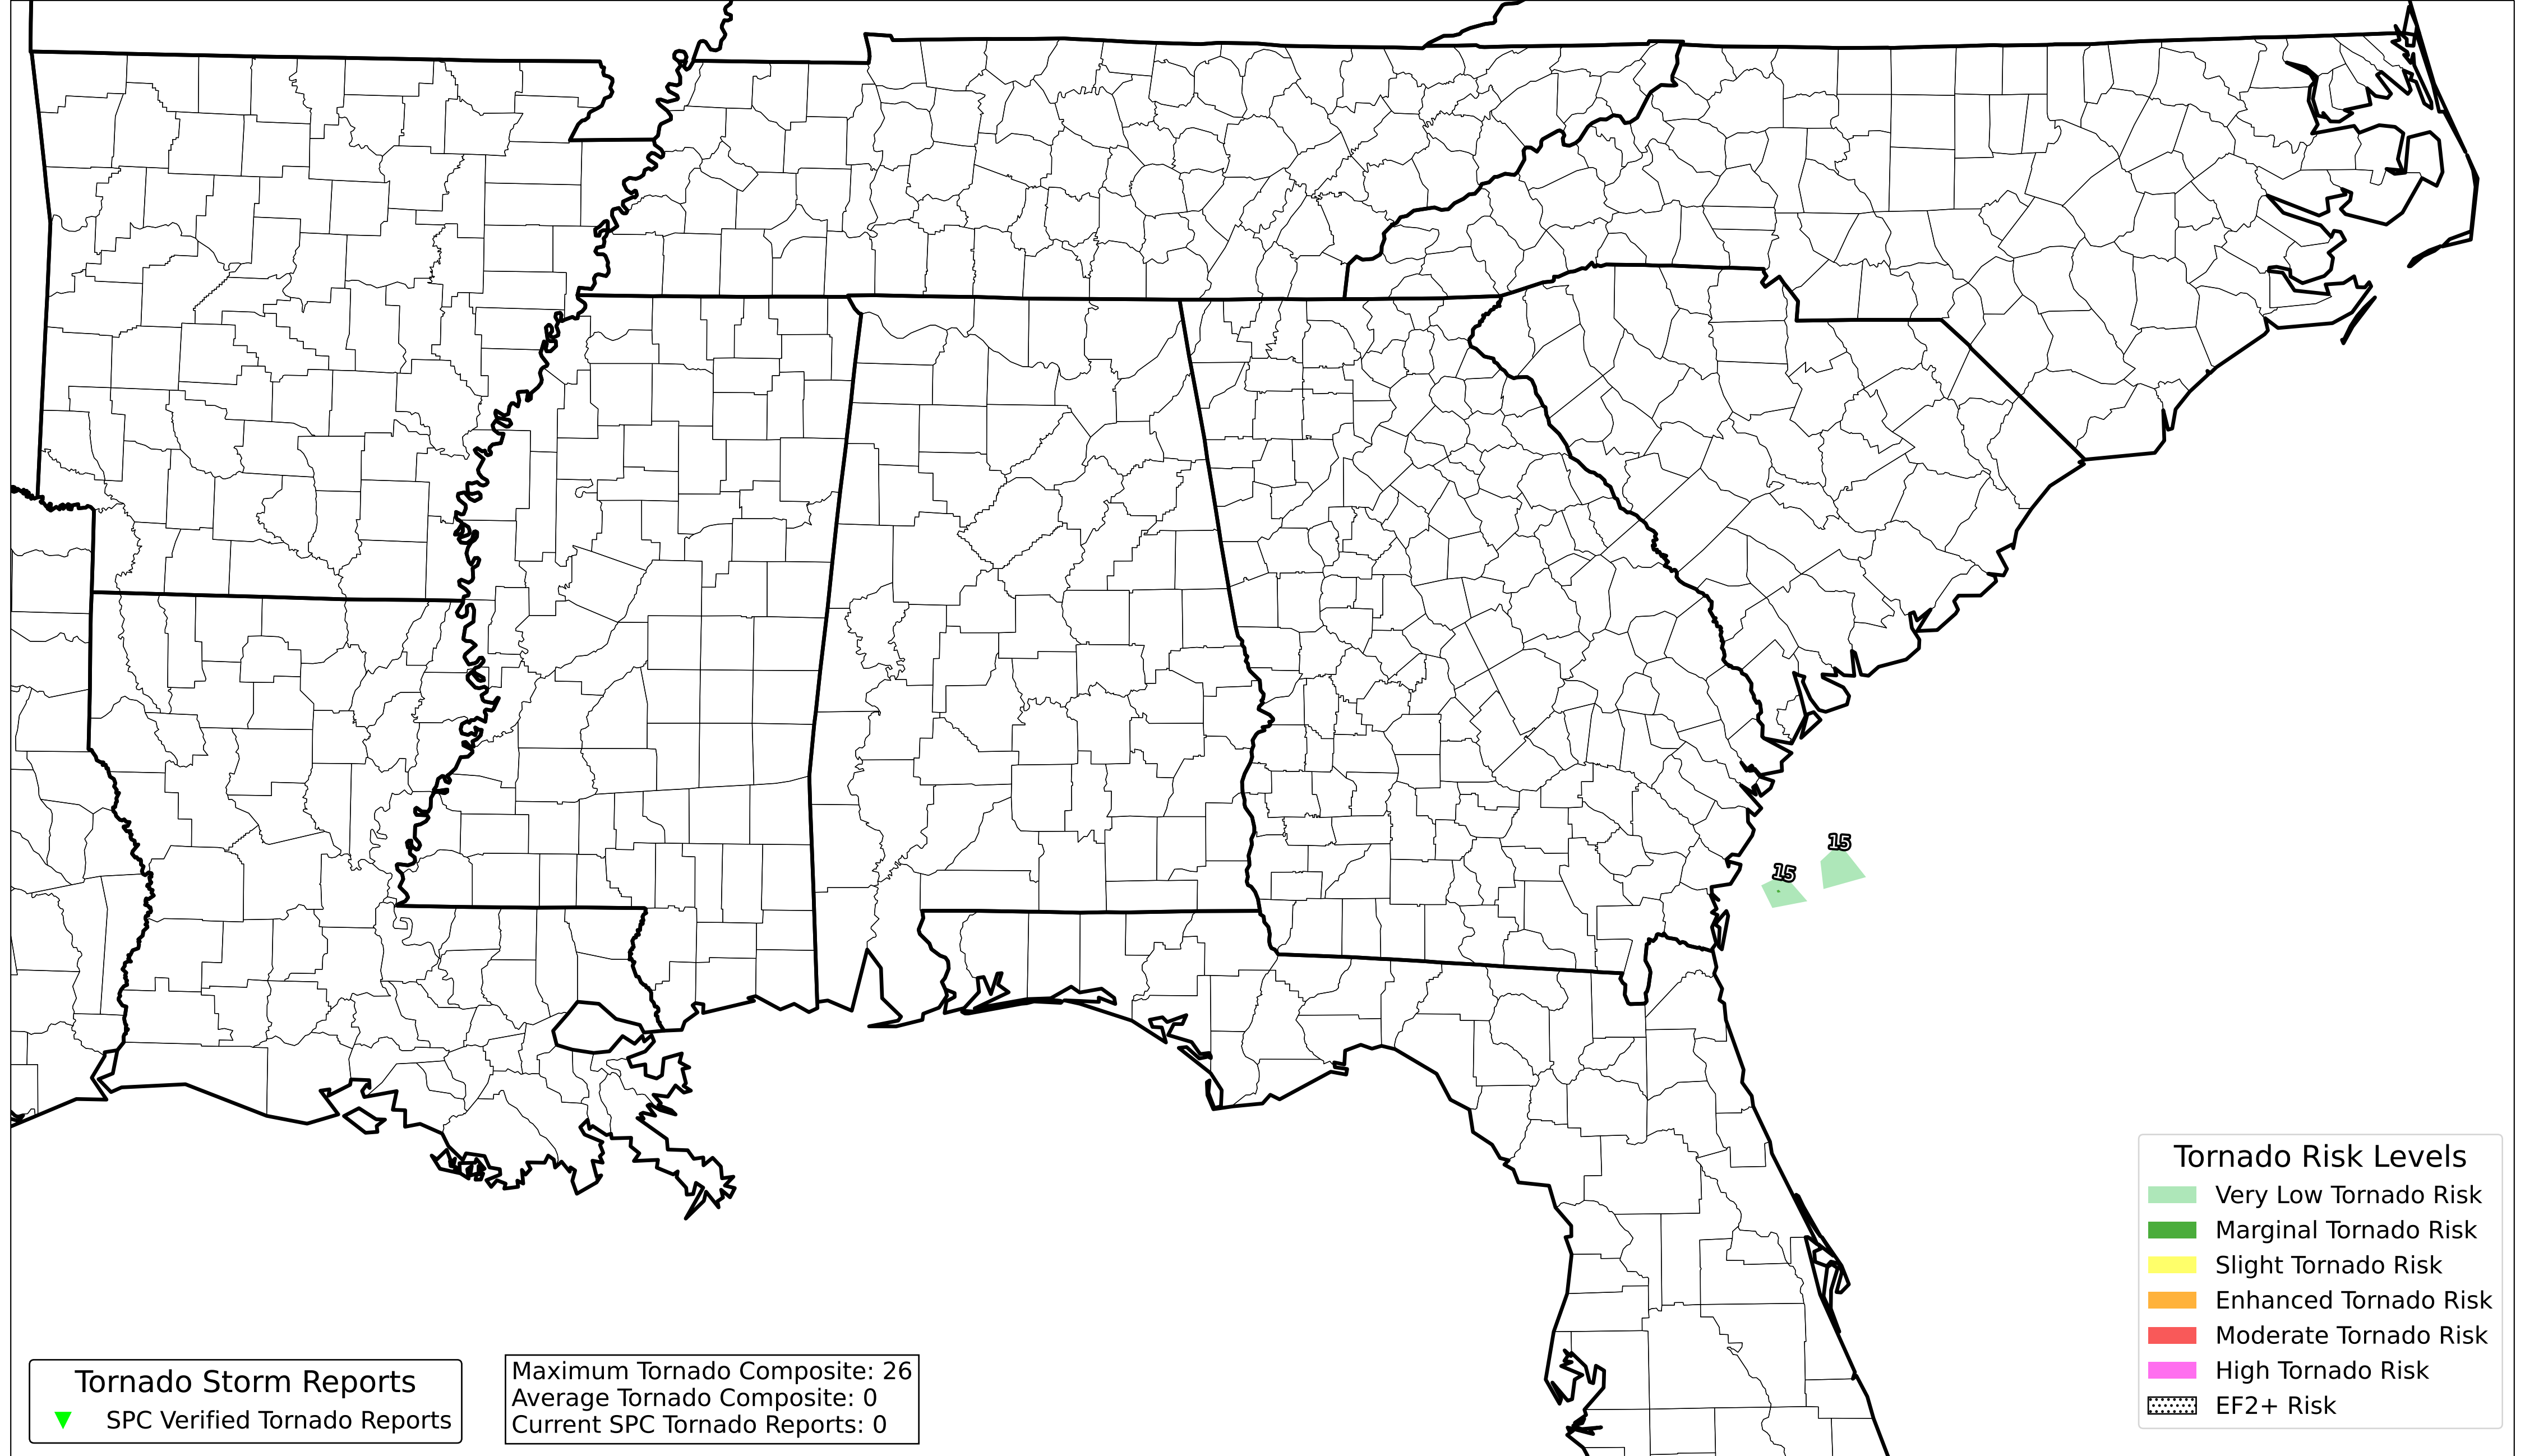 15
15
Tornado Risk Levels
Very Low Tornado Risk
Marginal Tornado Risk
Slight Tornado Risk
Enhanced Tornado Risk
Moderate Tornado Risk
High Tornado Risk
EF2+ Risk
Tornado Storm Reports
SPC Verified Tornado Reports
Maximum Tornado Composite: 26
Average Tornado Composite: 0
Current SPC Tornado Reports: 0